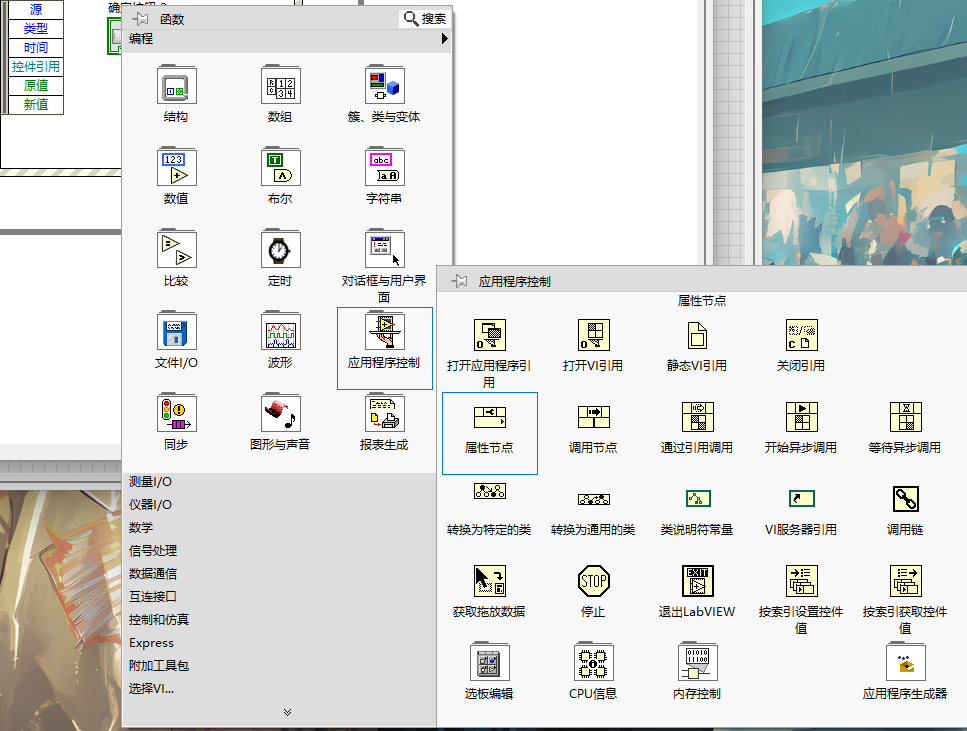 源
类型
时间
控件引用
原值
新值
函数
搜索
编程
结构
数组
簇、类与变体
数值
布尔
字符串
比较
定时
对话框与用户界
面
文件I/O
波形
应用程序控制
同步
图形与声音
报表生成
测量I/O
仪器I/O
数学
信号处理
数据通信
互连接口
控制和仿真
Express
附加工具包
选择VI...
应用程序控制
属性节点
打开应用程序引
用
打开VI引用
静态VI引用
关闭引用
属性节点
调用节点
通过引用调用
开始异步调用
等待异步调用
转换为特定的类
转换为通用的类
类说明符常量
VI服务器引用
调用链
获取拖放数据
STOP
停止
EXIT
退出LabVIEW
按索引设置控件
值
按索引获取控件
值
选板编辑
CPU信息
内存控制
应用程序生成器